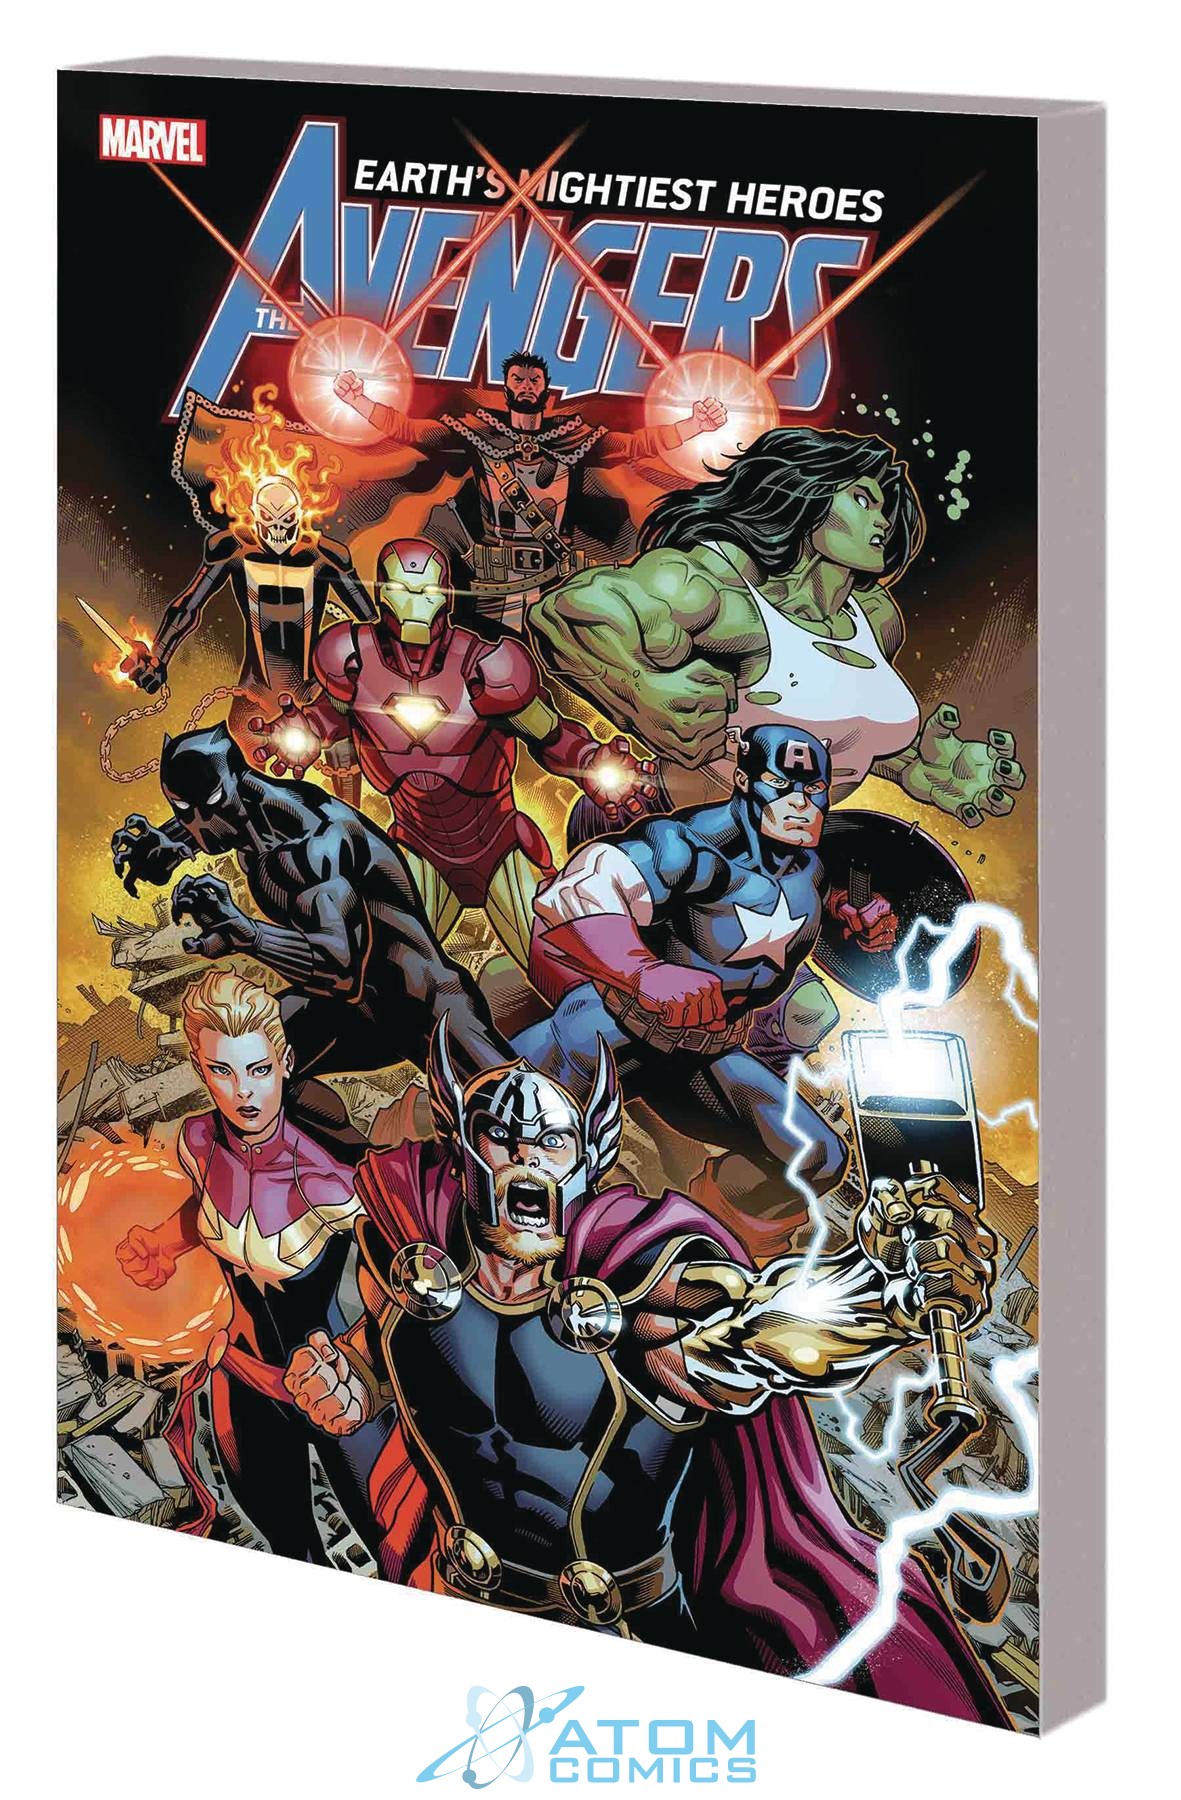 MARVEL
EARTH'S MIGHTIEST HEROES
THE AVENGERS
A
ATOM
COMICS